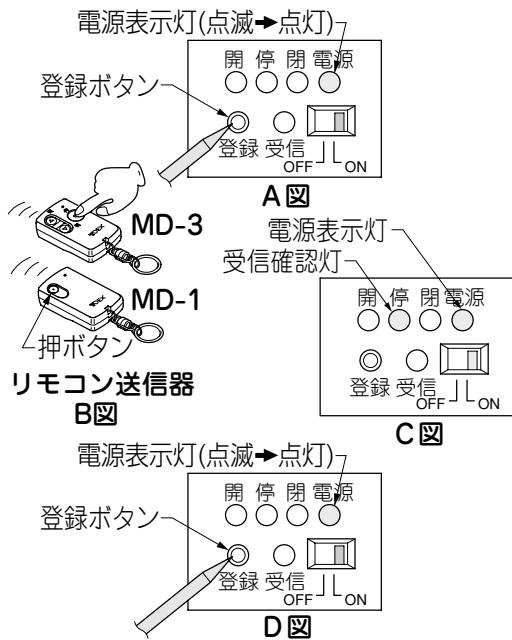 電源表示灯(点滅➡点灯)
開 停 閉 電源
登録ボタン
登録 受信
OFF ON
A図
MD-3
MD-1
押ボタン
リモコン送信器
B図
電源表示灯
受信確認灯
開 停 閉 電源
登録 受信
OFF ON
C図
電源表示灯(点滅➡点灯)
開 停 閉 電源
登録ボタン
登録 受信
OFF ON
D図